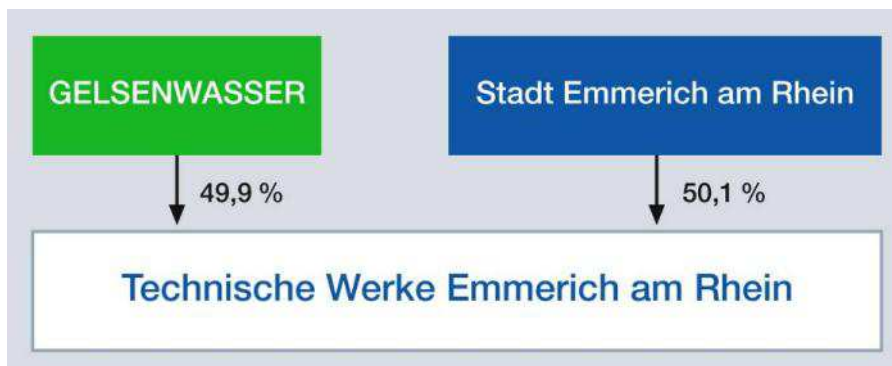 GELSENWASSER
Stadt Emmerich am Rhein
49,9 %
50,1 %
Technische Werke Emmerich am Rhein